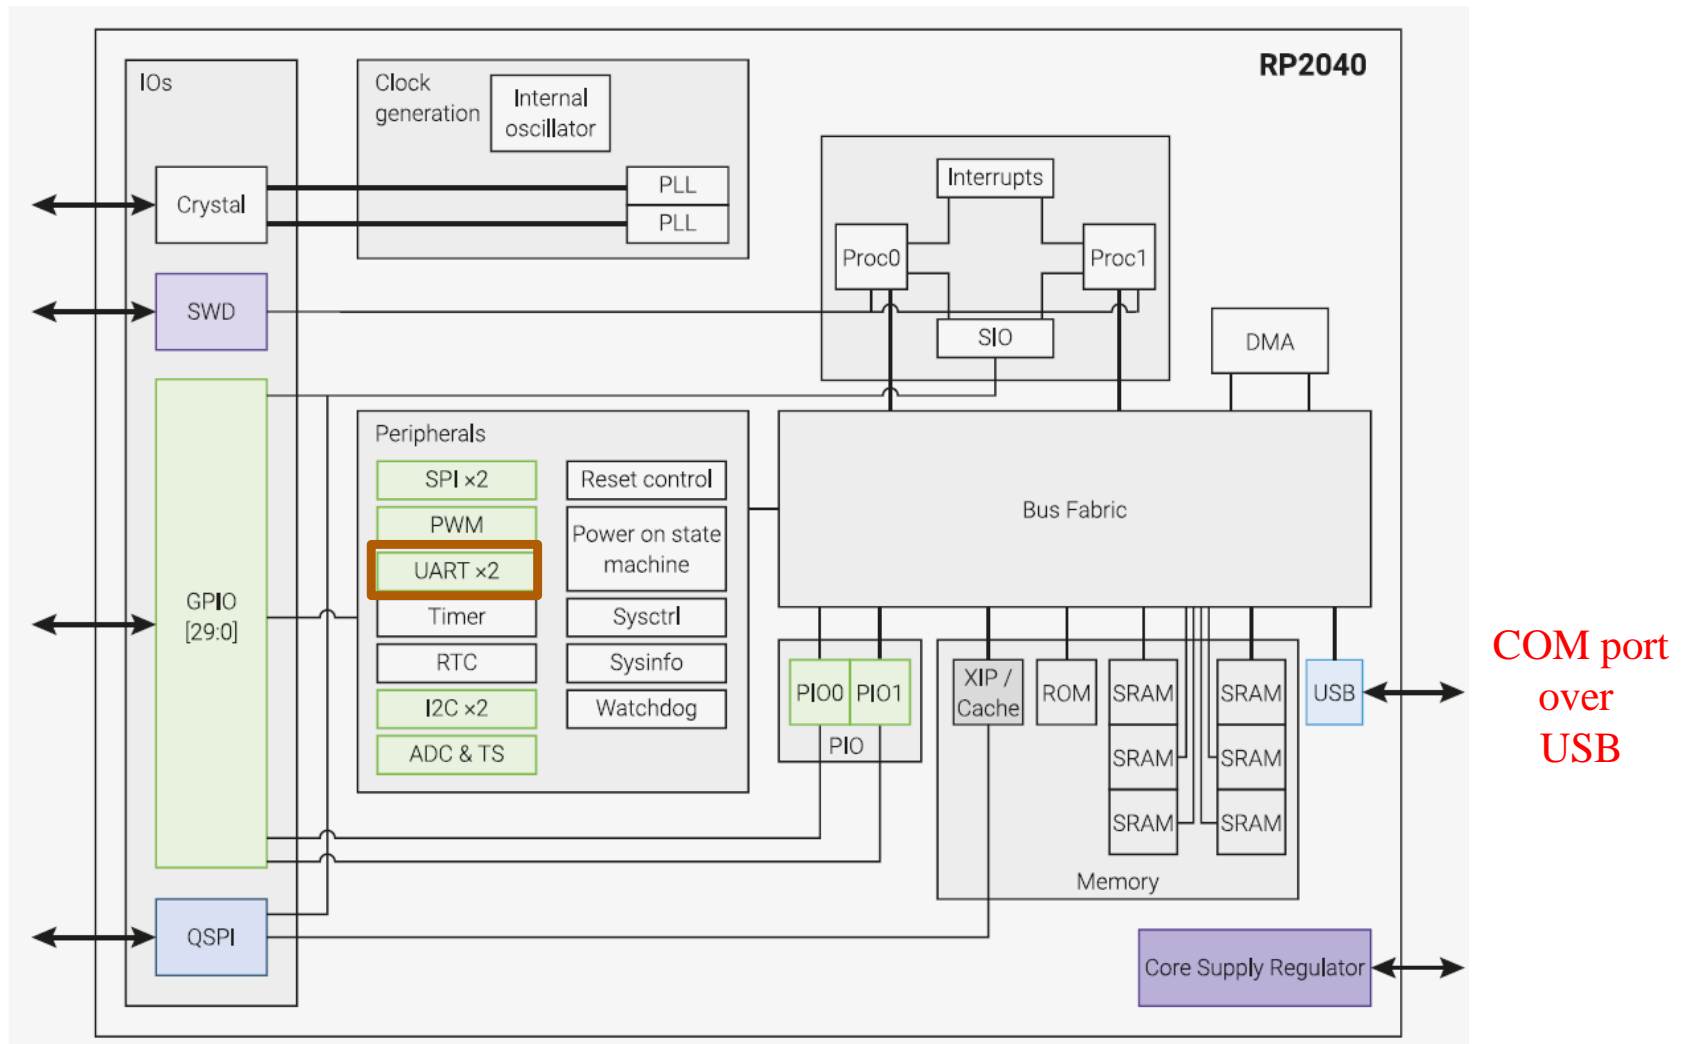 RP2040
IOs
Clock
generation
Internal
oscillator
Crystal
PLL
PLL
Interrupts
Proc0
Proc1
SWD
SIO
DMA
Peripherals
SPI ×2
PWM
UART ×2
Timer
RTC
I2C ×2
ADC & TS
Reset control
Power on state
machine
Sysctrl
Sysinfo
Watchdog
Bus Fabric
GPIO
[29:0]
PIO0
PIO1
PIO
XIP /
Cache
ROM
SRAM
SRAM
SRAM
SRAM
SRAM
SRAM
Memory
USB
COM port
over
USB
QSPI
Core Supply Regulator